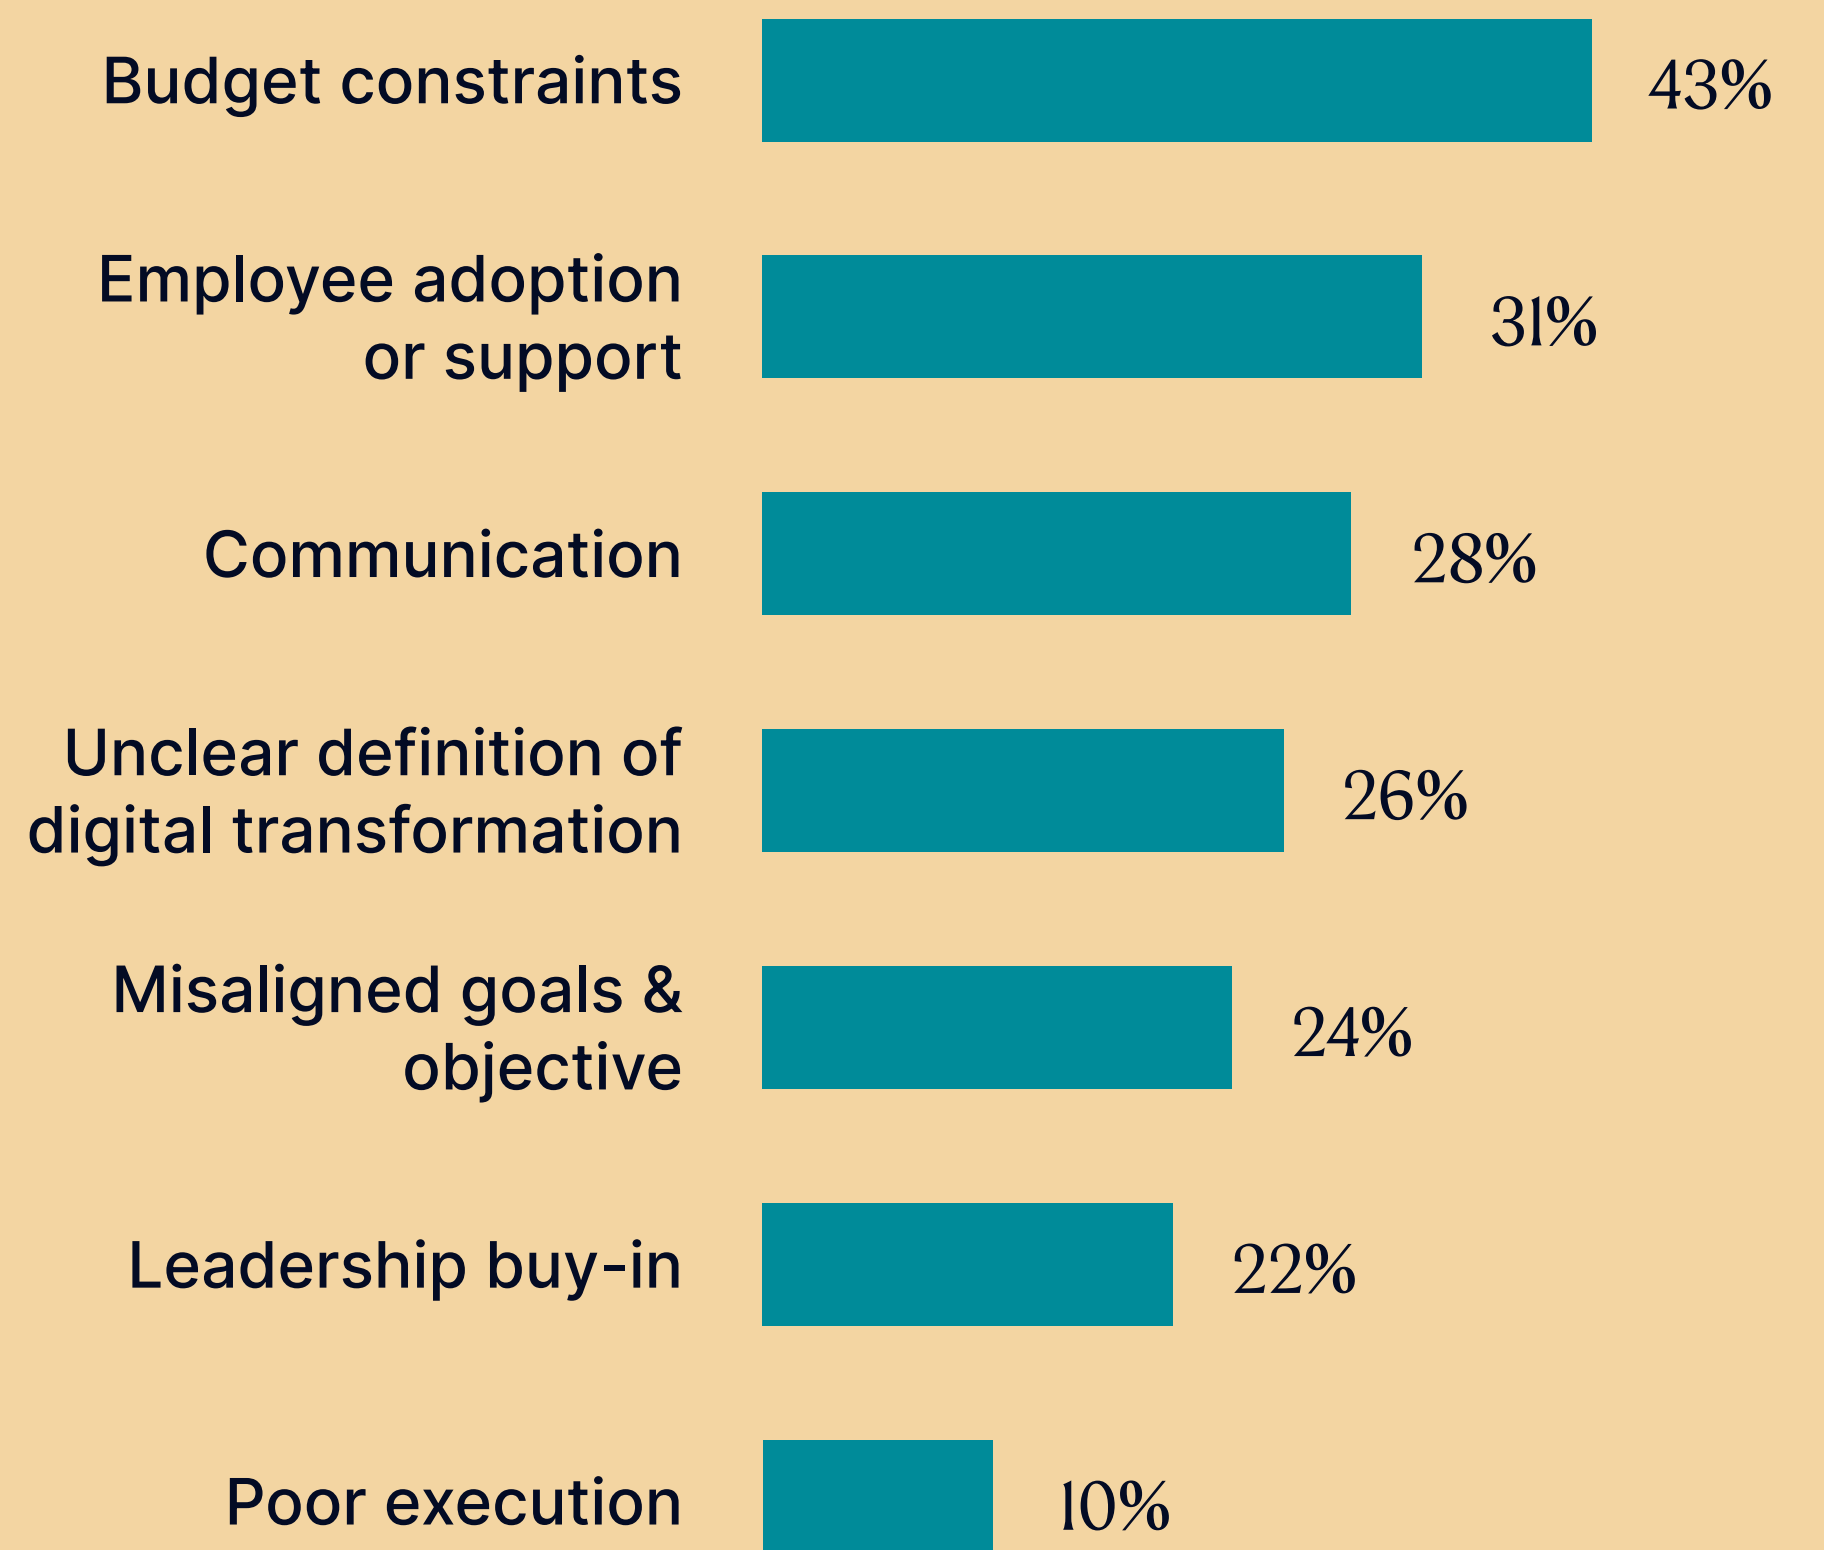 Budget constraints
43%
Employee adoption
or support
31%
Communication
28%
Unclear definition of
digital transformation
26%
Misaligned goals &
objective
24%
Leadership buy-in
22%
Poor execution
10%